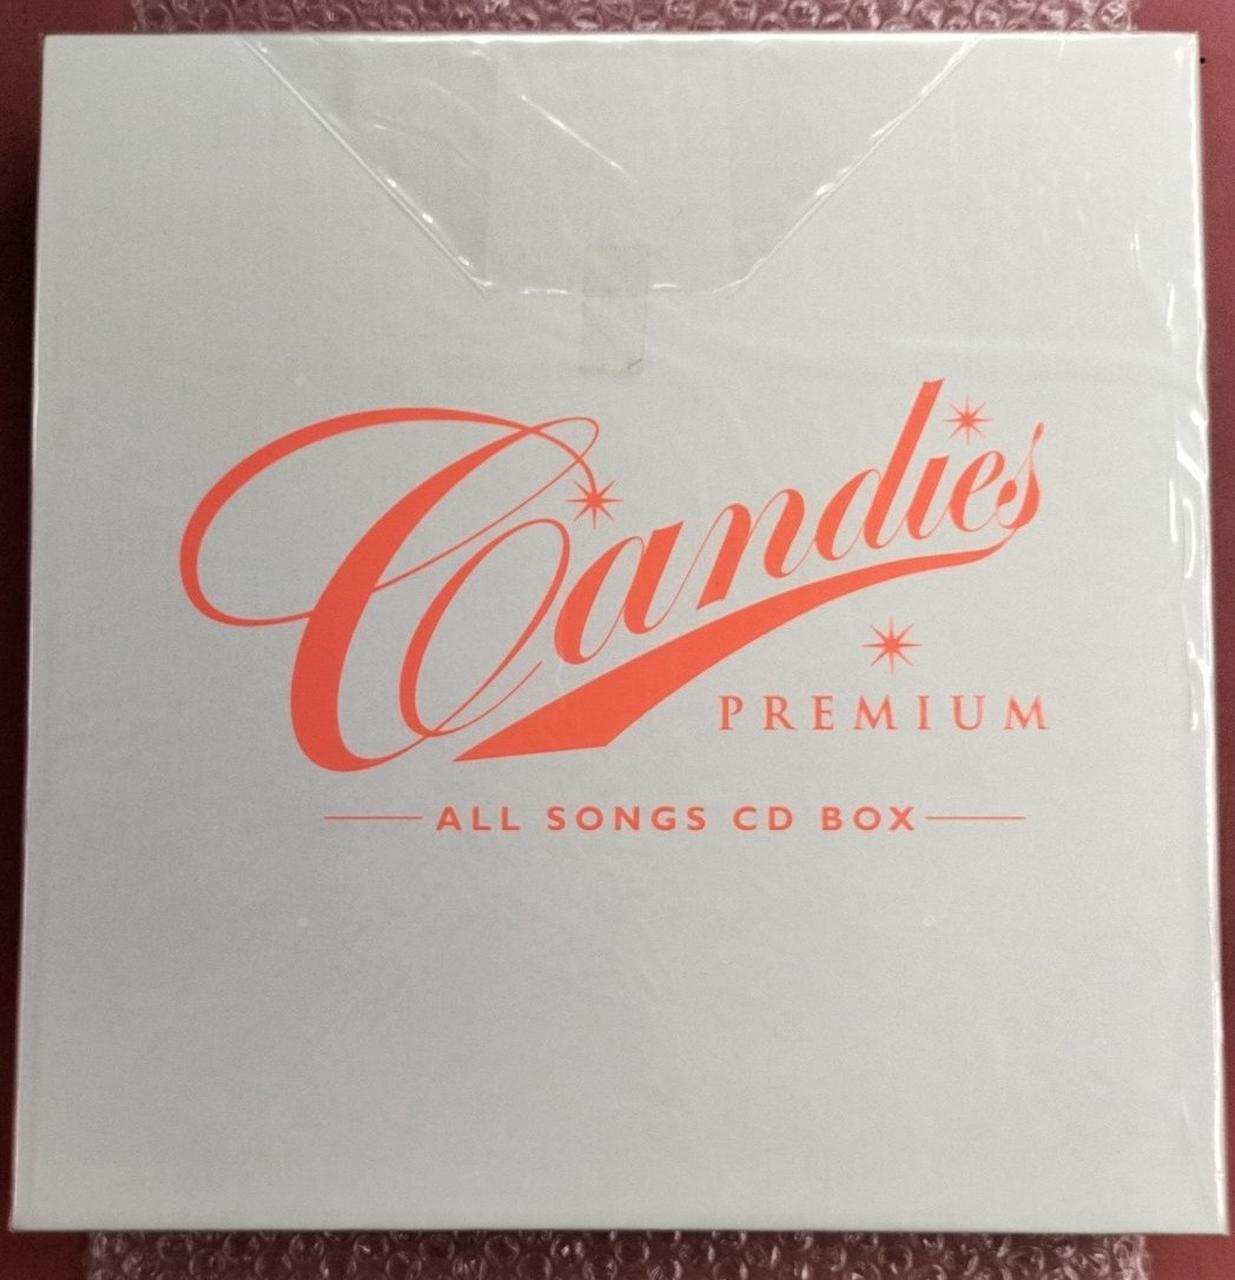 Candies
PREMIUM
ALL SONGS CD BOX